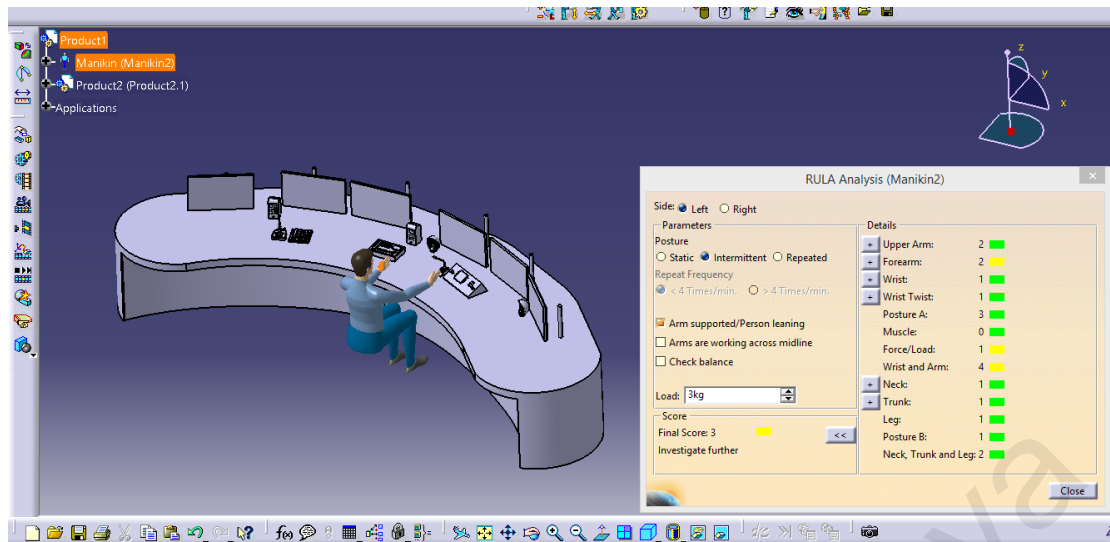 Product1
Manikin (Manikin2)
Product2 (Product2.1)
Applications
z
y
x
RULA Analysis (Manikin2)
Side: Left Right
Parameters
Posture
Static Intermittent Repeated
Repeat Frequency
< 4 Times/min. > 4 Times/min.
Arm supported/Person leaning
Arms are working across midline
Check balance
Load: 3kg
Score
Final Score: 3
<<
Investigate further
Details
+ Upper Arm: 2
+ Forearm: 2
+ Wrist: 1
+ Wrist Twist: 1
Posture A: 3
Muscle: 0
Force/Load: 1
Wrist and Arm: 4
+ Neck: 1
+ Trunk: 1
Leg: 1
Posture B: 1
Neck, Trunk and Leg: 2
Close
f(x)